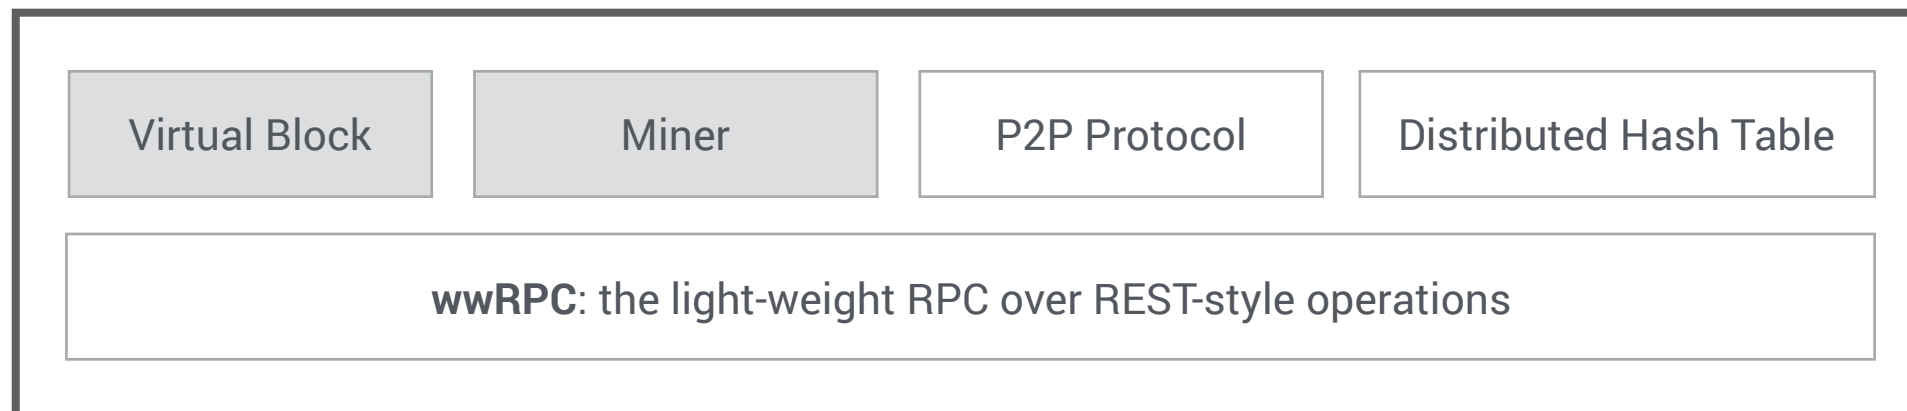 Virtual Block
Miner
P2P Protocol
Distributed Hash Table
wwRPC: the light-weight RPC over REST-style operations